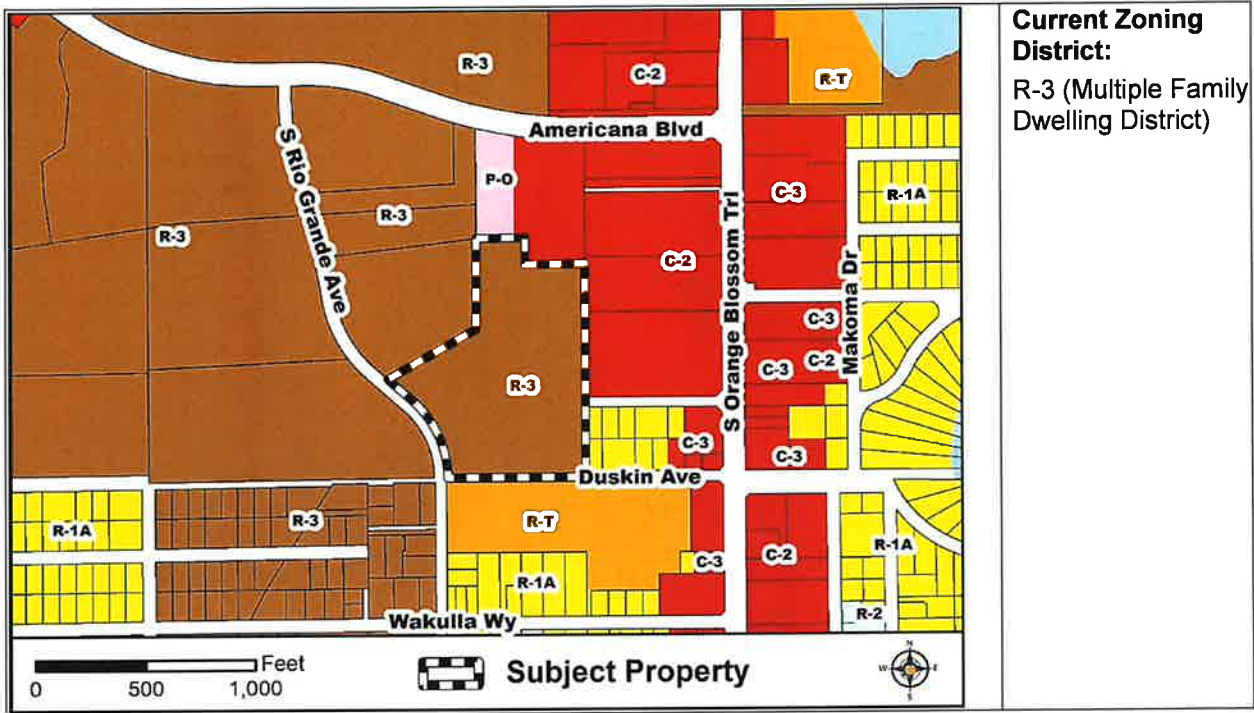 R-3
C-2
R-T
Americana Blvd
S Rio Grande Ave
P-O
C-3
R-1A
R-3
R-3
S Orange Blossom Trl
Makoma Dr
C-2
C-3
C-2
C-3
R-3
C-3
C-3
Duskin Ave
R-1A
R-3
R-T
C-3
C-2
R-1A
R-1A
R-2
Wakulla Wy
Feet
0 500 1,000
Subject Property
N
W E
S
Current Zoning
District:
R-3 (Multiple Family
Dwelling District)